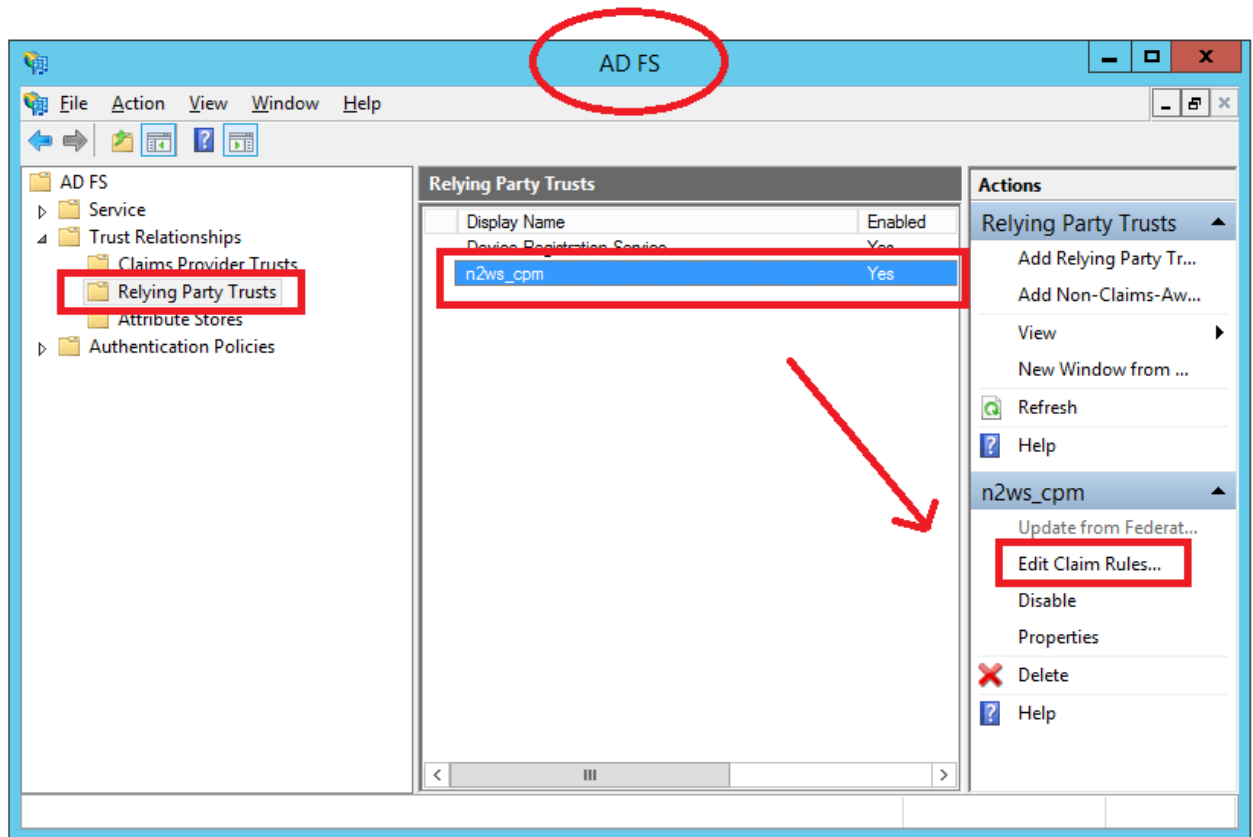 AD FS
File Action View Window Help
AD FS
Service
Trust Relationships
Claims Provider Trusts
Relying Party Trusts
Attribute Stores
Authentication Policies
Relying Party Trusts
Display Name Enabled
Device Registration Service Yes
n2ws_cpm Yes
Actions
Relying Party Trusts
Add Relying Party Tr...
Add Non-Claims-Aw...
View
New Window from ...
Refresh
Help
n2ws_cpm
Update from Federat...
Edit Claim Rules...
Disable
Properties
Delete
Help